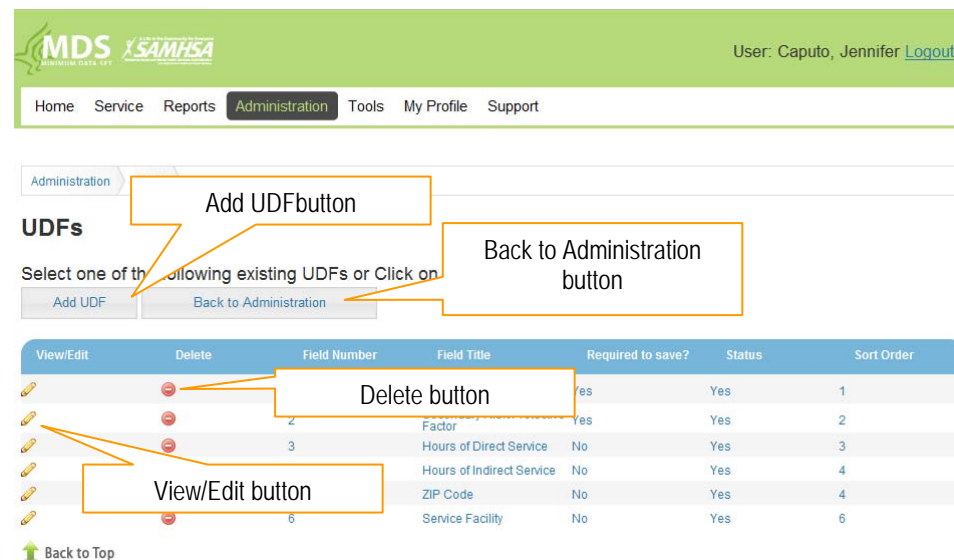 MDS SAMHSA
MINIMUM DATA SET
User: Caputo, Jennifer Logout
Home Service Reports Administration Tools My Profile Support
Administration
Add UDFbutton
UDFs
Back to Administration
button
Select one of th following existing UDFs or Click on
Add UDF Back to Administration
View/Edit Delete Field Number Field Title Required to save? Status Sort Order
Delete button
Yes Yes 1
2 Factor Yes Yes 2
3 Hours of Direct Service No Yes 3
Hours of Indirect Service No Yes 4
View/Edit button
ZIP Code No Yes 4
6 Service Facility No Yes 6
Back to Top